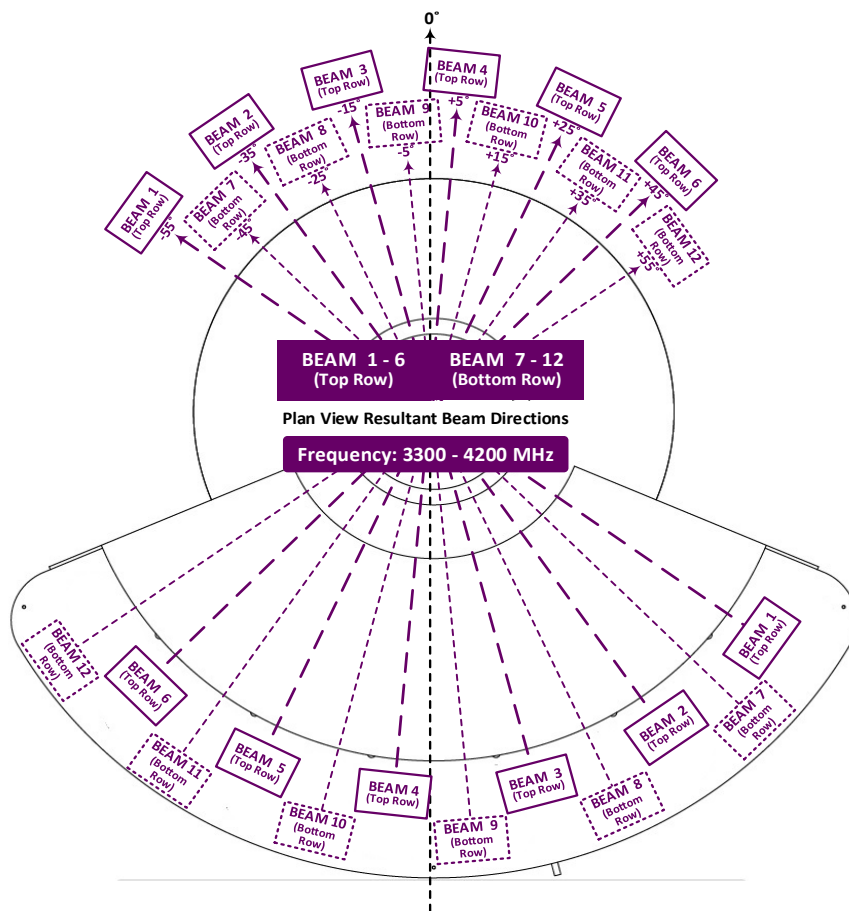 0°
BEAM 1
(Top Row)
-55°
BEAM 7
(Bottom
Row)
-45°
BEAM 2
(Top Row)
-35°
BEAM 8
(Bottom
Row)
-25°
BEAM 3
(Top Row)
-15°
BEAM 9
(Bottom
Row)
-5°
BEAM 4
(Top Row)
+5°
BEAM 10
(Bottom
Row)
+15°
BEAM 5
(Top Row)
+25°
BEAM 11
(Bottom
Row)
+35°
BEAM 6
(Top Row)
+45°
BEAM 12
(Bottom
Row)
+55°
BEAM 1 - 6
(Top Row)
BEAM 7 - 12
(Bottom Row)
Plan View Resultant Beam Directions
Frequency: 3300 - 4200 MHz
BEAM 12
(Bottom
Row)
BEAM 6
(Top Row)
BEAM 11
(Bottom
Row)
BEAM 5
(Top Row)
BEAM 10
(Bottom
Row)
BEAM 4
(Top Row)
BEAM 9
(Bottom
Row)
BEAM 3
(Top Row)
BEAM 8
(Bottom
Row)
BEAM 2
(Top Row)
BEAM 7
(Bottom
Row)
BEAM 1
(Top Row)